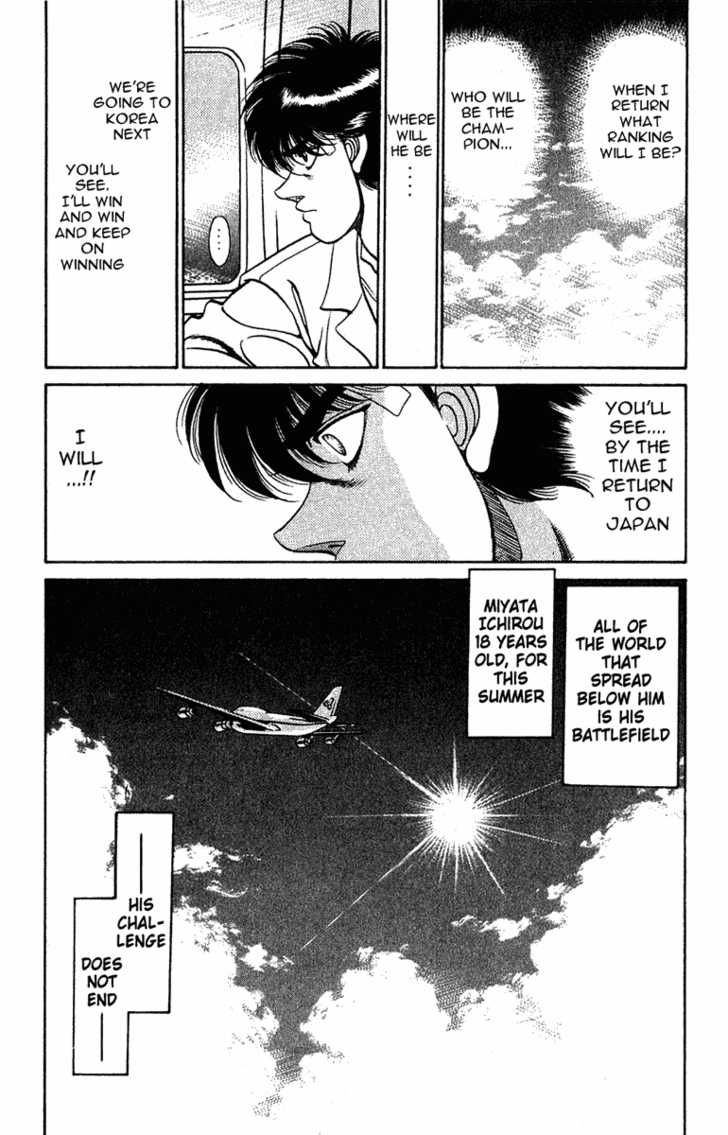 WHEN I
RETURN
WHAT
RANKING
WILL I BE?
WHO WILL
BE THE
CHAM-
PION...
WHERE
WILL
HE BE
...
...
WE'RE
GOING TO
KOREA
NEXT
YOU'LL
SEE.
I'LL WIN
AND WIN
AND KEEP
ON
WINNING
YOU'LL
SEE....
BY THE
TIME I
RETURN
TO
JAPAN
I
WILL
...!!
ALL OF
THE WORLD
THAT
SPREAD
BELOW HIM
IS HIS
BATTLEFIELD
MIYATA
ICHIROU
18 YEARS
OLD, FOR
THIS
SUMMER
— HIS
CHAL-
LENGE
DOES
NOT
END —